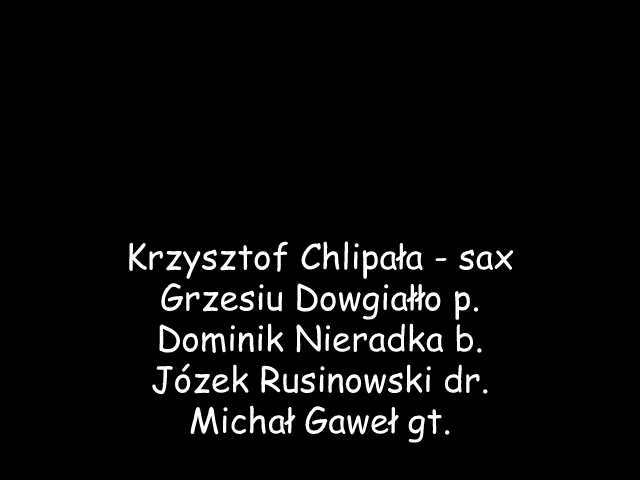 Krzysztof Chlipała - sax
Grzesiu Dowgiałło p.
Dominik Nieradka b.
Józek Rusinowski dr.
Michał Gaweł gt.